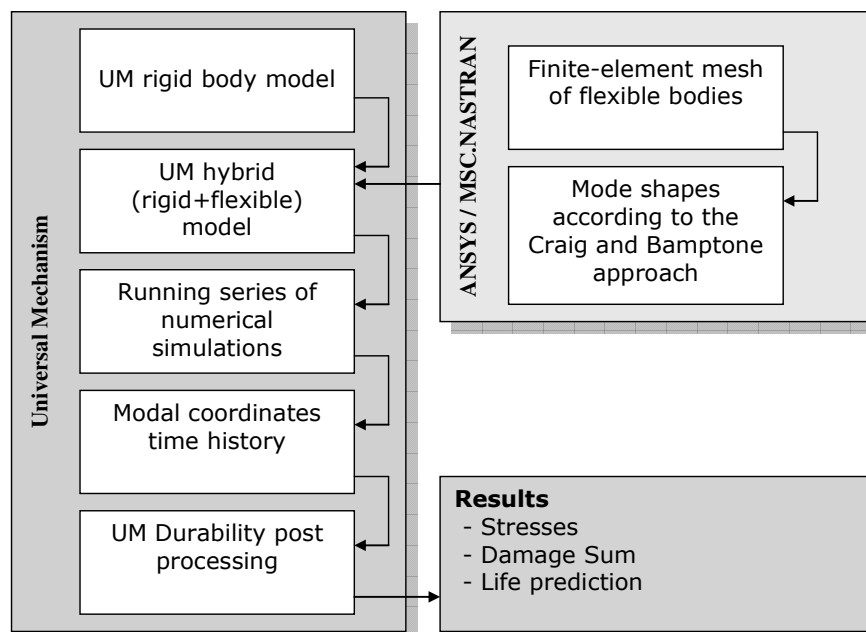 Universal Mechanism
UM rigid body model
UM hybrid
(rigid+flexible)
model
Running series of
numerical
simulations
Modal coordinates
time history
UM Durability post
processing
ANSYS / MSC.NASTRAN
Finite-element mesh
of flexible bodies
Mode shapes
according to the
Craig and Bamptone
approach
Results
- Stresses
- Damage Sum
- Life prediction